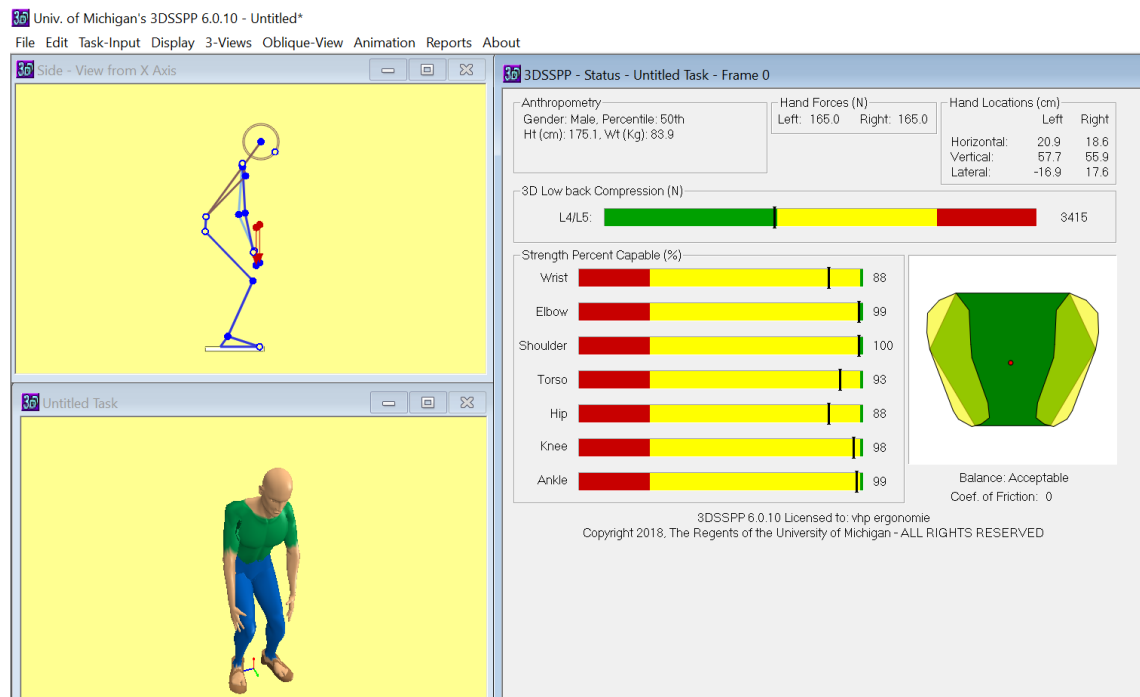 3D Univ. of Michigan's 3DSSPP 6.0.10 - Untitled*
File Edit Task-Input Display 3-Views Oblique-View Animation Reports About
3D Side - View from X Axis
3D Untitled Task
3D 3DSSPP - Status - Untitled Task - Frame 0
Anthropometry
Gender: Male, Percentile: 50th
Ht (cm): 175.1, Wt (Kg): 83.9
Hand Forces (N)
Left: 165.0 Right: 165.0
Hand Locations (cm)
Left Right
Horizontal: 20.9 18.6
Vertical: 57.7 55.9
Lateral: -16.9 17.6
3D Low back Compression (N)
L4/L5: 3415
Strength Percent Capable (%)
Wrist 88
Elbow 99
Shoulder 100
Torso 93
Hip 88
Knee 98
Ankle 99
Balance: Acceptable
Coef. of Friction: 0
3DSSPP 6.0.10 Licensed to: vhp ergonomie
Copyright 2018, The Regents of the University of Michigan - ALL RIGHTS RESERVED